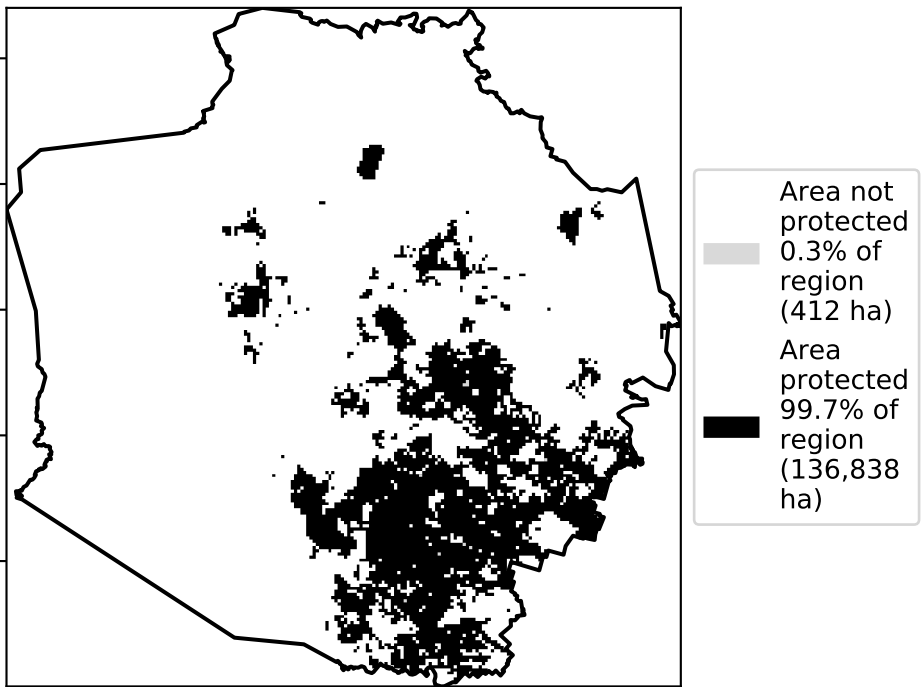 Area not
protected
0.3% of
region
(412 ha)
Area
protected
99.7% of
region
(136,838
ha)